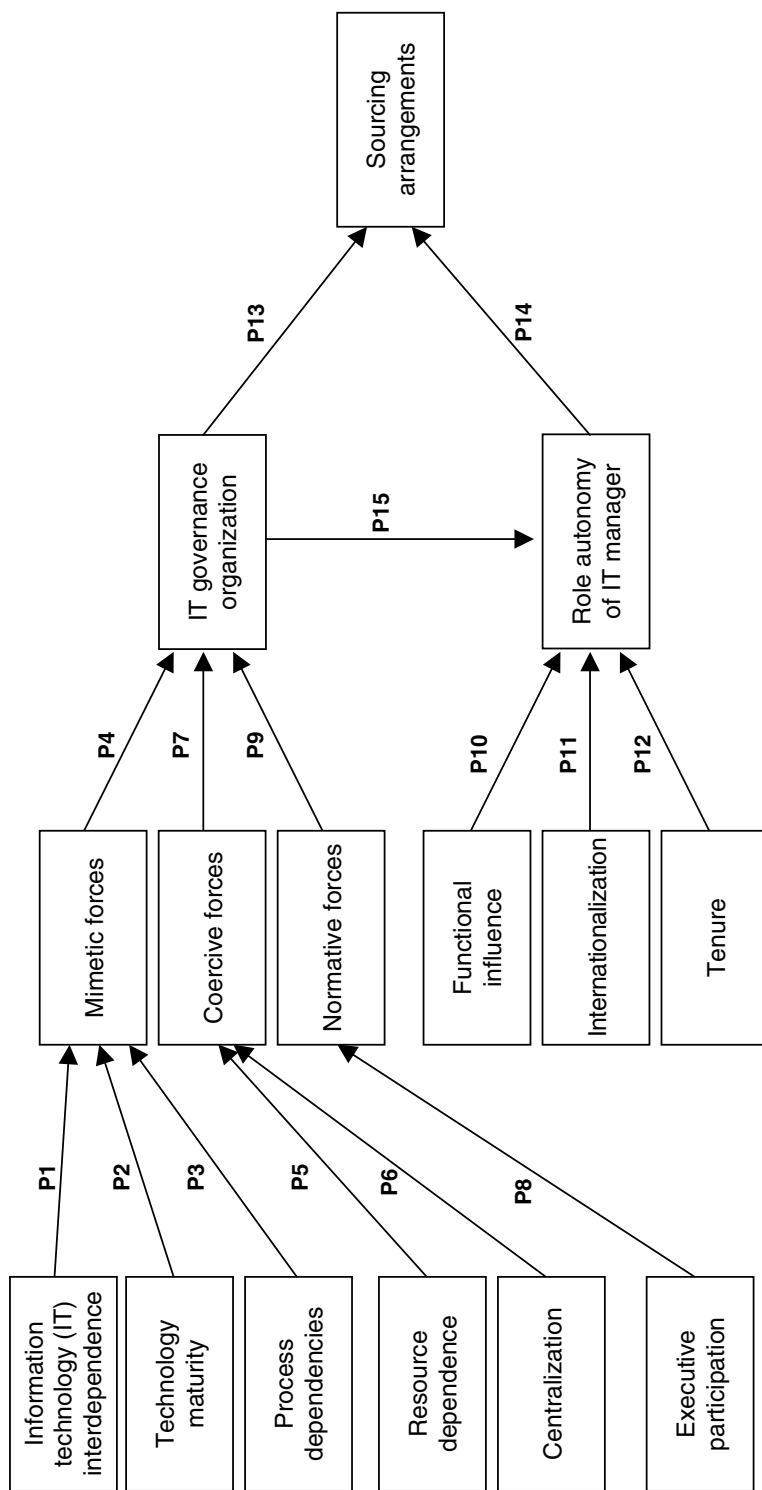 Information
technology (IT)
interdependence
Technology
maturity
Process
dependencies
Resource
dependence
Centralization
Executive
participation
P1
P2
P3
P5
P6
P8
Mimetic forces
Coercive forces
Normative forces
Functional
influence
Internationalization
Tenure
P4
P7
P9
P10
P11
P12
IT governance
organization
P15
Role autonomy
of IT manager
P13
P14
Sourcing
arrangements